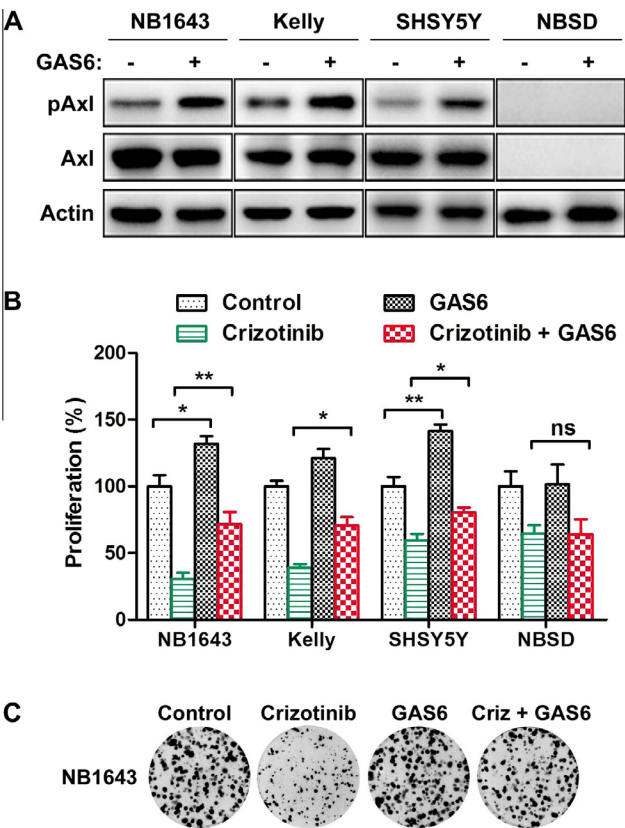 A
NB1643 Kelly SHSY5Y NBSD
GAS6: - + - + - + - +
pAxl
Axl
Actin
B
Control GAS6
Crizotinib Crizotinib + GAS6
Proliferation (%)
200
150
100
50
0
** * * ** * ns
NB1643 Kelly SHSY5Y NBSD
C
Control Crizotinib GAS6 Criz + GAS6
NB1643